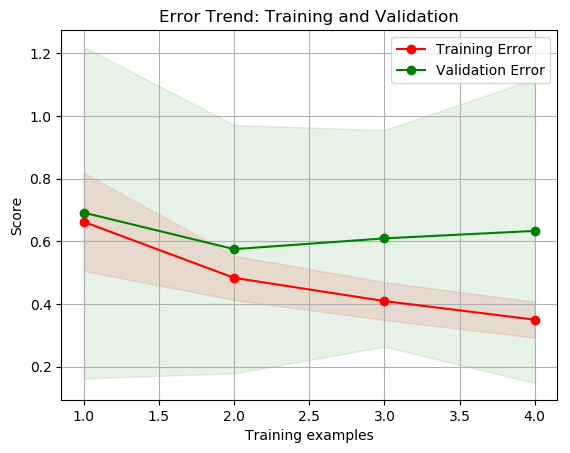 Error Trend: Training and Validation
Training Error
Validation Error
Score
1.2
1.0
0.8
0.6
0.4
0.2
1.0 1.5 2.0 2.5 3.0 3.5 4.0
Training examples